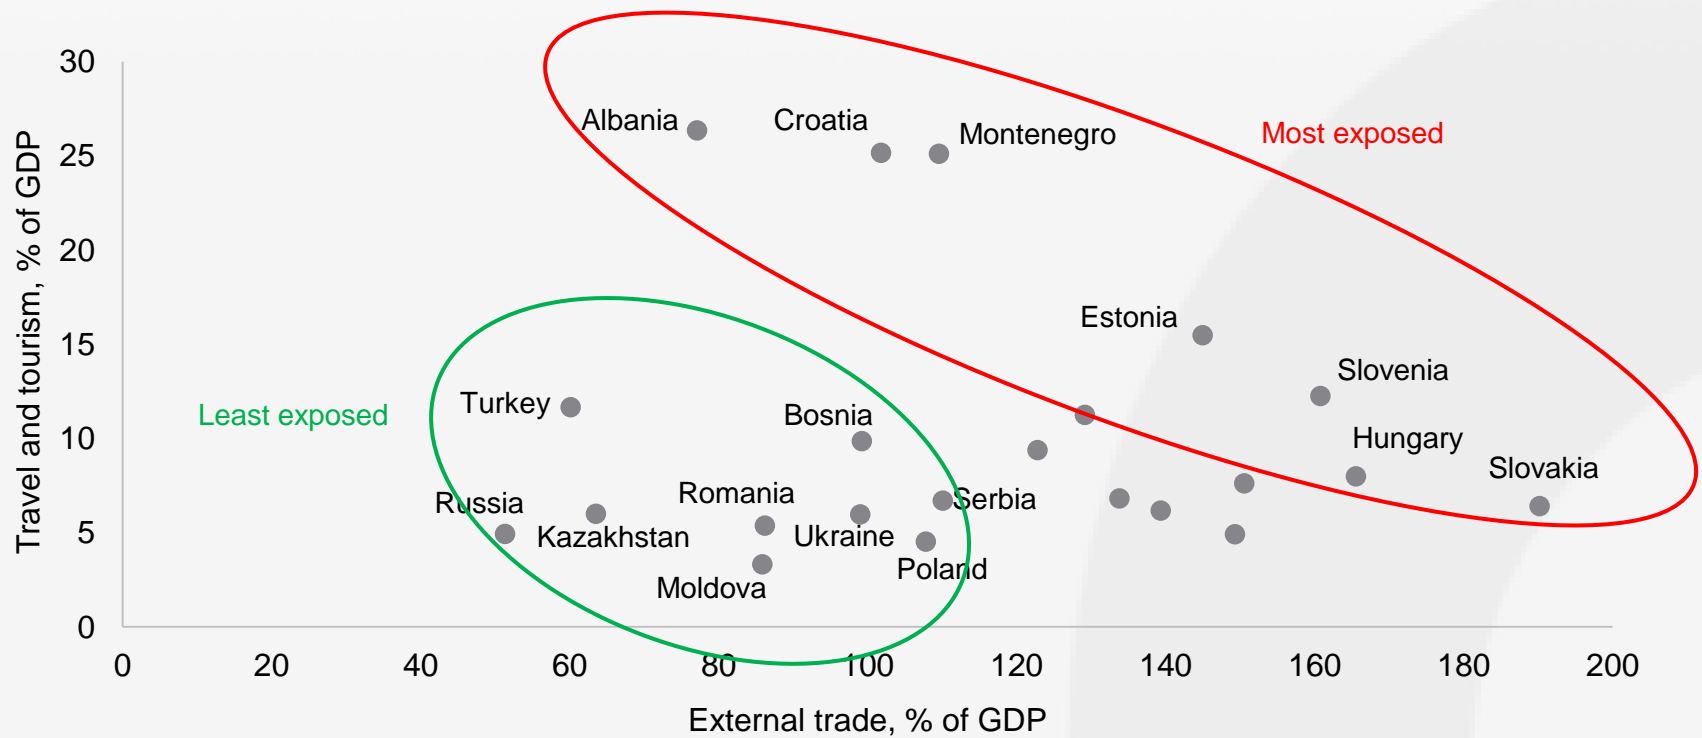 Travel and tourism, % of GDP
30
25
20
15
10
5
0
Albania
Croatia
Montenegro
Most exposed
Estonia
Slovenia
Hungary
Slovakia
Least exposed
Turkey
Bosnia
Russia
Kazakhstan
Romania
Moldova
Ukraine
Serbia
Poland
0 20 40 60 80 100 120 140 160 180 200
External trade, % of GDP